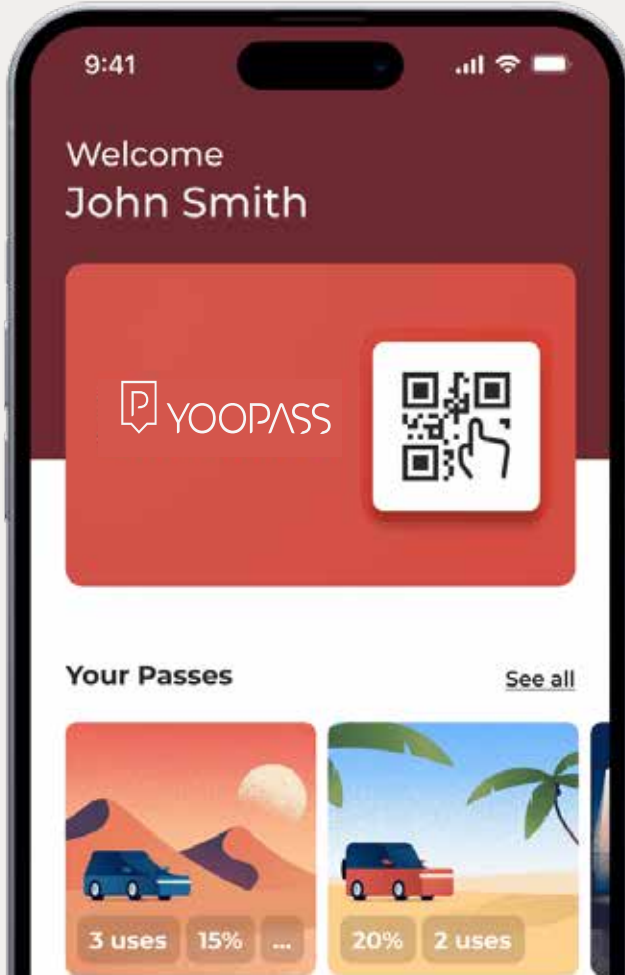 9:41
Welcome
John Smith
P YOOPASS
Your Passes
See all
3 uses
15%
...
20%
2 uses